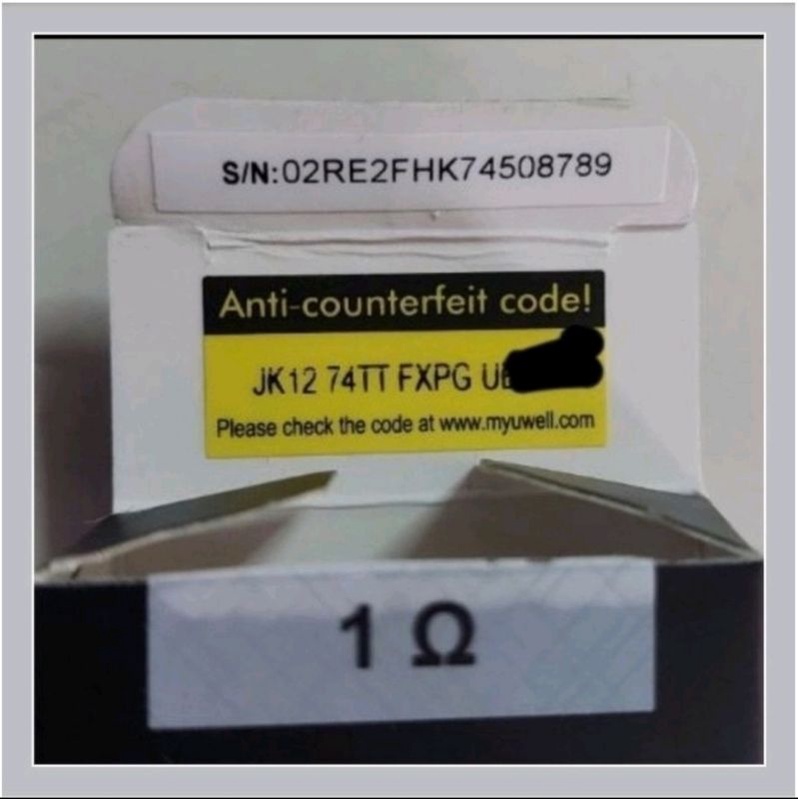 S/N:02RE2FHK74508789
Anti-counterfeit code!
JK12 74TT FXPG
Please check the code at www.myuwell.com
1 Ω